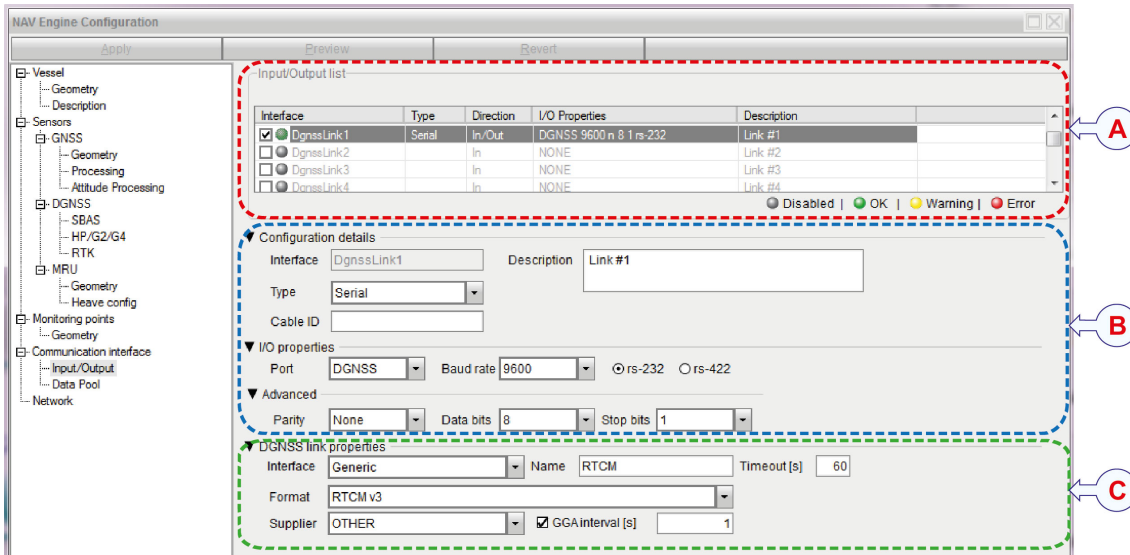 NAV Engine Configuration
Apply Preview Revert
Vessel
Geometry
Description
Sensors
GNSS
Geometry
Processing
Attitude Processing
DGNSS
SBAS
HP/G2/G4
RTK
MRU
Geometry
Heave config
Monitoring points
Geometry
Communication interface
Input/Output
Data Pool
Network
Input/Output list
Interface Type Direction I/O Properties Description
DgnssLink1 Serial In/Out DGNSS 9600 n 8 1 rs-232 Link #1
DgnssLink2 In NONE Link #2
DgnssLink3 In NONE Link #3
DgnssLink4 In NONE Link #4
Disabled | OK | Warning | Error
A
Configuration details
Interface DgnssLink1 Description Link #1
Type Serial
Cable ID
B
I/O properties
Port DGNSS Baud rate 9600 rs-232 rs-422
Advanced
Parity None Data bits 8 Stop bits 1
DGNSS link properties
Interface Generic Name RTCM Timeout [s] 60
Format RTCM v3
C
Supplier OTHER GGA interval [s] 1